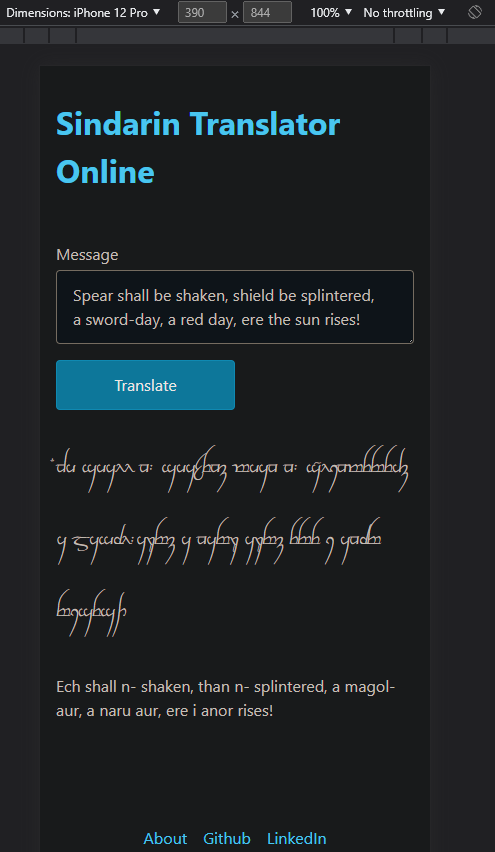 Dimensions: iPhone 12 Pro ▼ 390 × 844 100% ▼ No throttling ▼
Sindarin Translator
Online
Message
Spear shall be shaken, shield be splintered,
a sword-day, a red day, ere the sun rises!
Translate
Ech shall n- shaken, than n- splintered, a magol-
aur, a naru aur, ere i anor rises!
About Github LinkedIn